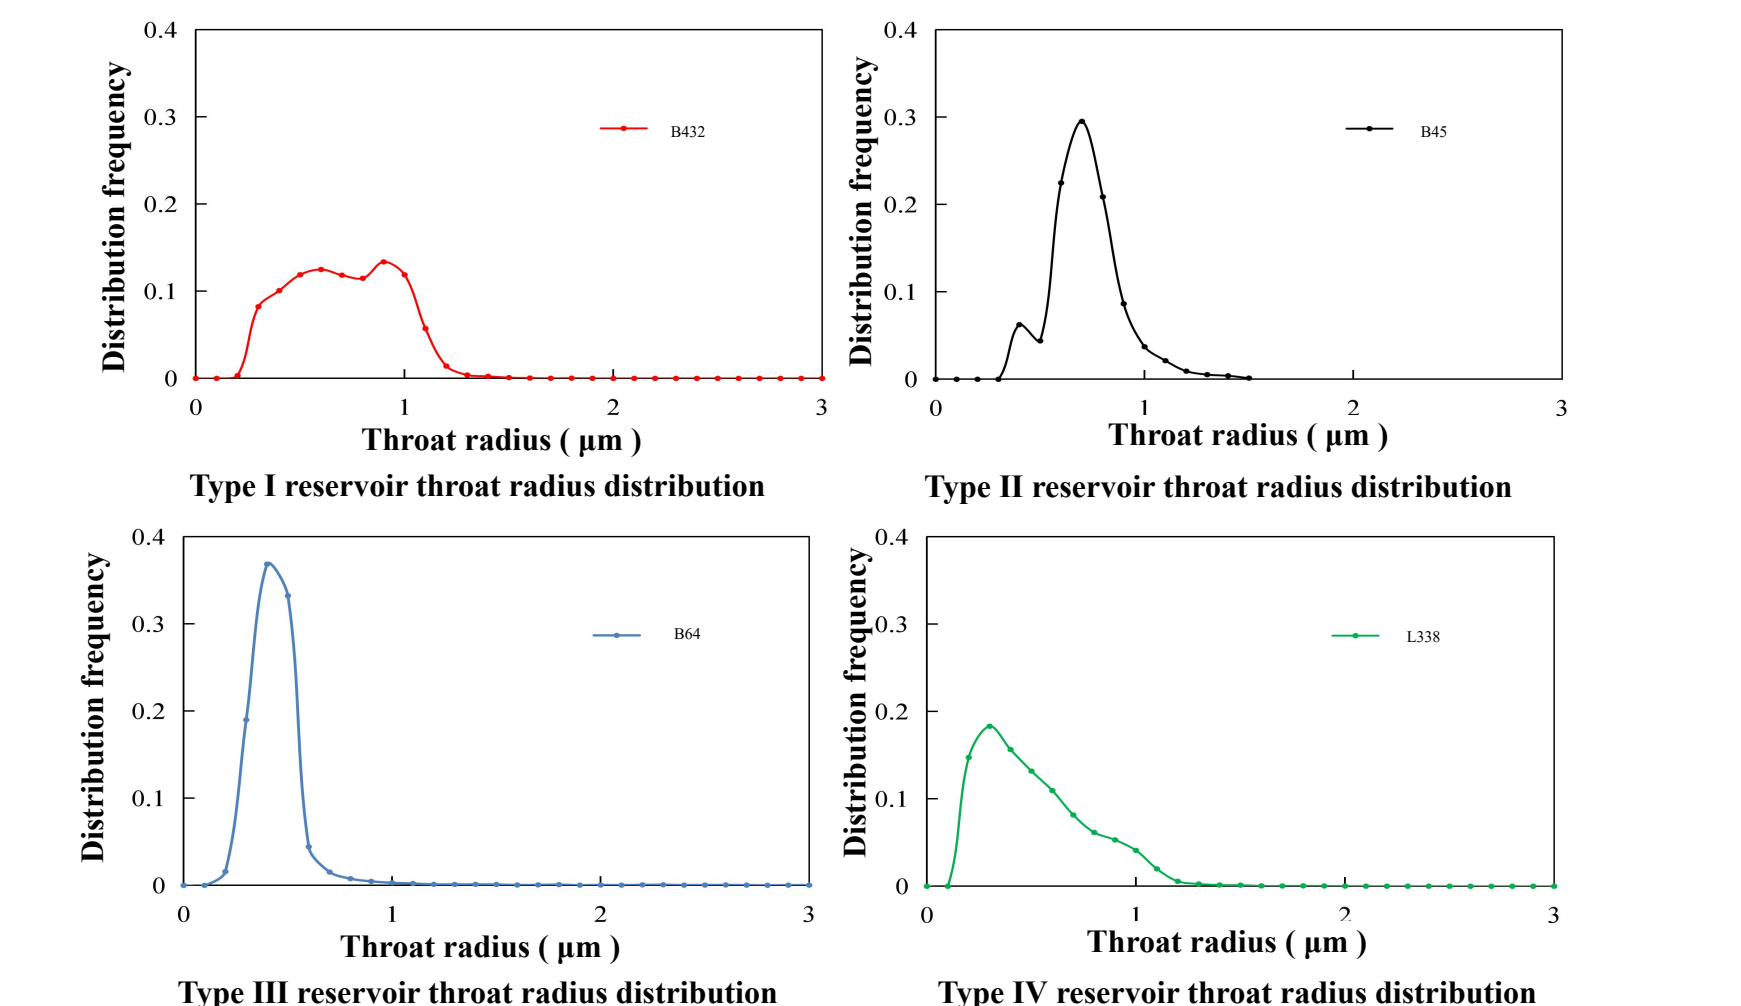 0.4
0.3
0.2
0.1
0
Distribution frequency
B432
0 1 2 3
Throat radius ( μm )
Type I reservoir throat radius distribution
0.4
0.3
0.2
0.1
0
Distribution frequency
B45
0 1 2 3
Throat radius ( μm )
Type II reservoir throat radius distribution
0.4
0.3
0.2
0.1
0
Distribution frequency
B64
0 1 2 3
Throat radius ( μm )
Type III reservoir throat radius distribution
0.4
0.3
0.2
0.1
0
Distribution frequency
L338
0 1 2 3
Throat radius ( μm )
Type IV reservoir throat radius distribution